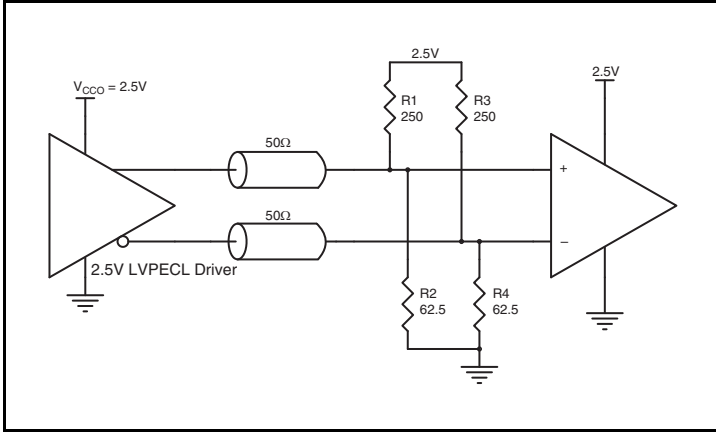 2.5V
V_CCO = 2.5V
2.5V
R1
250
R3
250
50Ω
+
50Ω
−
2.5V LVPECL Driver
R2
62.5
R4
62.5